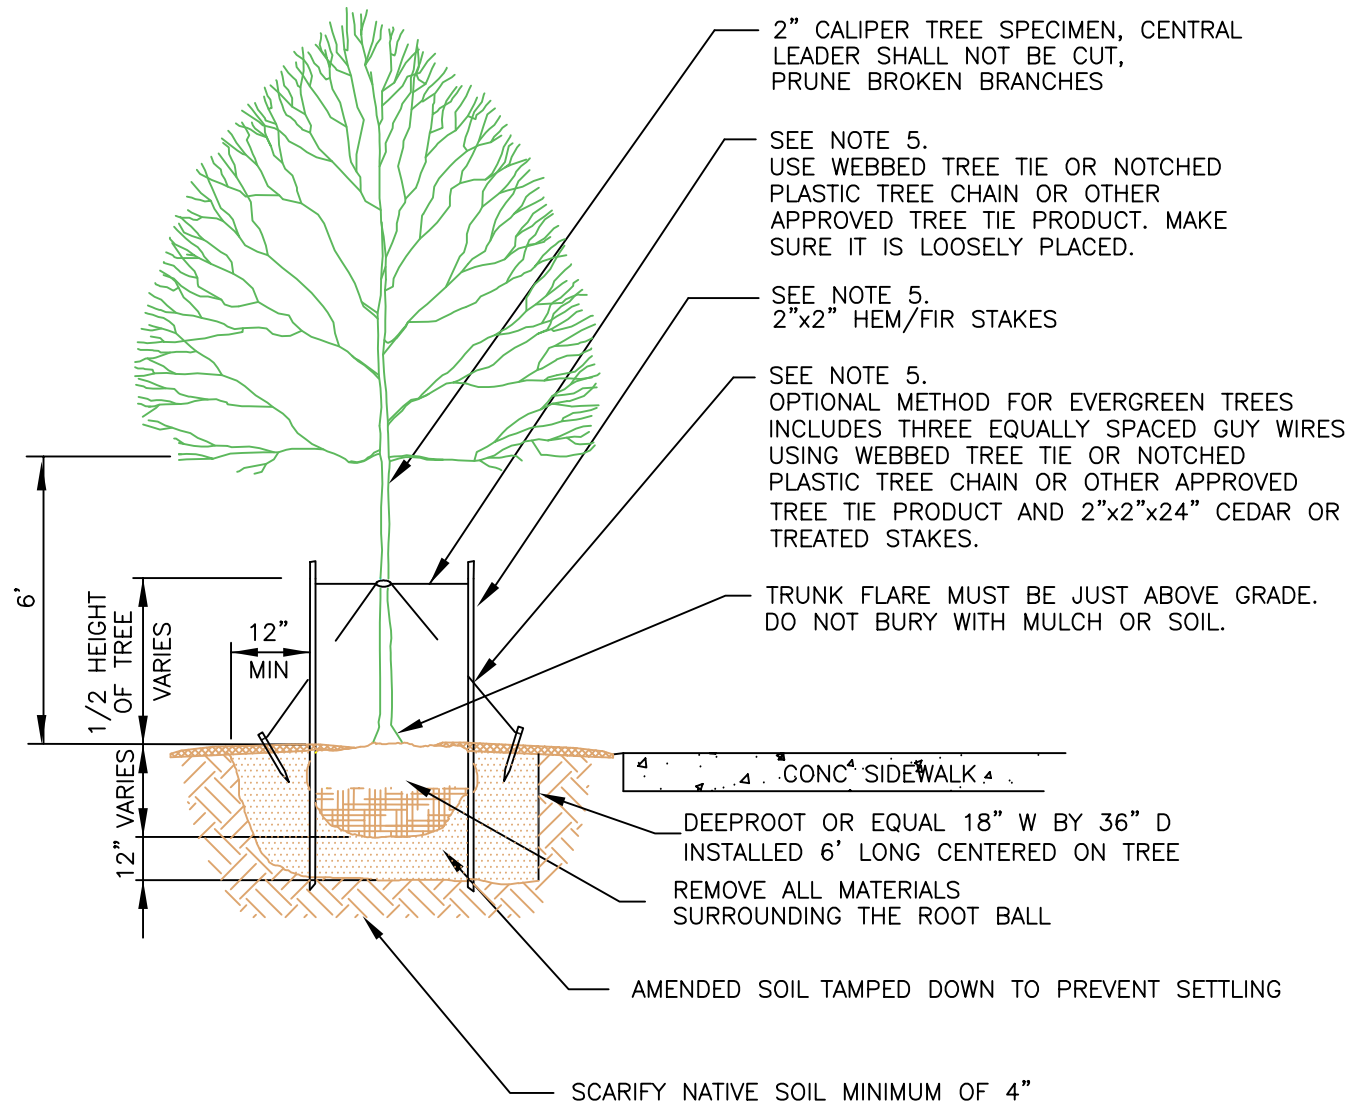 2” CALIPER TREE SPECIMEN, CENTRAL
LEADER SHALL NOT BE CUT,
PRUNE BROKEN BRANCHES
SEE NOTE 5.
USE WEBBED TREE TIE OR NOTCHED
PLASTIC TREE CHAIN OR OTHER
APPROVED TREE TIE PRODUCT. MAKE
SURE IT IS LOOSELY PLACED.
SEE NOTE 5.
2”x2” HEM/FIR STAKES
SEE NOTE 5.
OPTIONAL METHOD FOR EVERGREEN TREES
INCLUDES THREE EQUALLY SPACED GUY WIRES
USING WEBBED TREE TIE OR NOTCHED
PLASTIC TREE CHAIN OR OTHER APPROVED
TREE TIE PRODUCT AND 2”x2”x24” CEDAR OR
TREATED STAKES.
TRUNK FLARE MUST BE JUST ABOVE GRADE.
DO NOT BURY WITH MULCH OR SOIL.
6’
1/2 HEIGHT
OF TREE
VARIES
12”
MIN
VARIES
12”
CONC SIDEWALK
DEEPROOT OR EQUAL 18” W BY 36” D
INSTALLED 6’ LONG CENTERED ON TREE
REMOVE ALL MATERIALS
SURROUNDING THE ROOT BALL
AMENDED SOIL TAMPED DOWN TO PREVENT SETTLING
SCARIFY NATIVE SOIL MINIMUM OF 4”